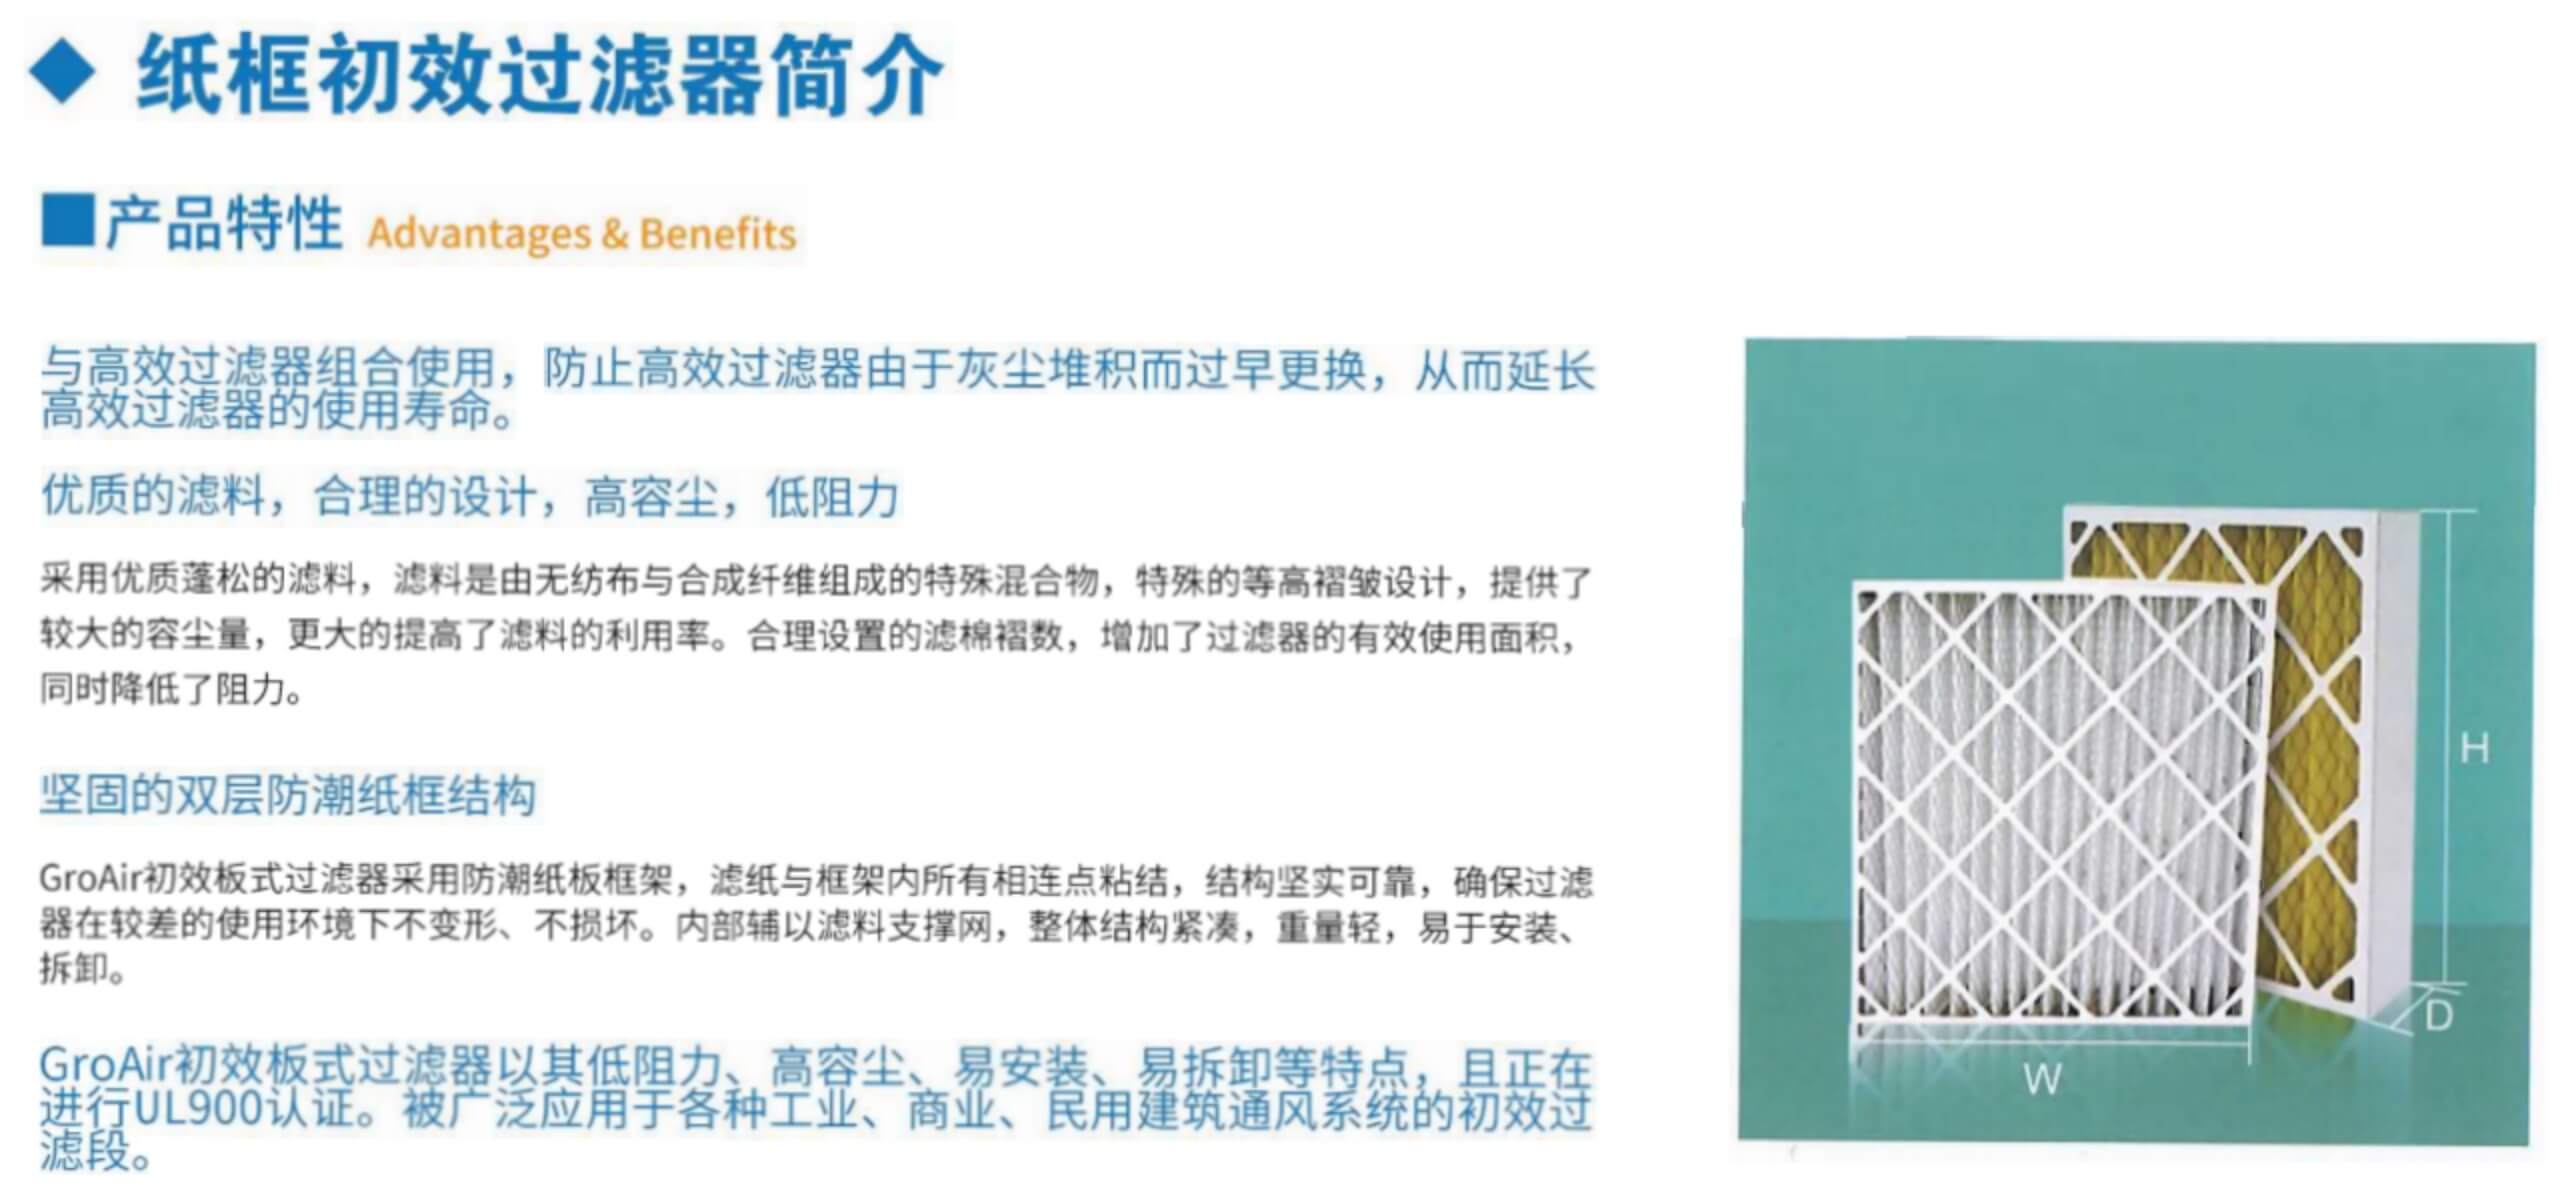 ◆ 纸框初效过滤器简介
■产品特性 Advantages & Benefits
与高效过滤器组合使用，防止高效过滤器由于灰尘堆积而过早更换，从而延长
高效过滤器的使用寿命。
优质的滤料，合理的设计，高容尘，低阻力
采用优质蓬松的滤料，滤料是由无纺布与合成纤维组成的特殊混合物，特殊的等高褶皱设计，提供了
较大的容尘量，更大的提高了滤料的利用率。合理设置的滤棉褶数，增加了过滤器的有效使用面积，
同时降低了阻力。
坚固的双层防潮纸框结构
GroAir初效板式过滤器采用防潮纸板框架，滤纸与框架内所有相连点粘结，结构坚实可靠，确保过滤
器在较差的使用环境下不变形、不损坏。内部辅以滤料支撑网，整体结构紧凑，重量轻，易于安装、
拆卸。
GroAir初效板式过滤器以其低阻力、高容尘、易安装、易拆卸等特点，且正在
进行UL900认证。被广泛应用于各种工业、商业、民用建筑通风系统的初效过
滤段。
H
D
W